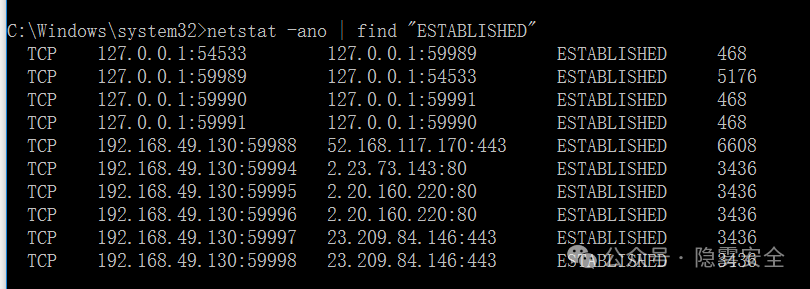 C:\Windows\system32>netstat -ano | find "ESTABLISHED"
TCP 127.0.0.1:54533 127.0.0.1:59989 ESTABLISHED 468
TCP 127.0.0.1:59989 127.0.0.1:54533 ESTABLISHED 5176
TCP 127.0.0.1:59990 127.0.0.1:59991 ESTABLISHED 468
TCP 127.0.0.1:59991 127.0.0.1:59990 ESTABLISHED 468
TCP 192.168.49.130:59988 52.168.117.170:443 ESTABLISHED 6608
TCP 192.168.49.130:59994 2.23.73.143:80 ESTABLISHED 3436
TCP 192.168.49.130:59995 2.20.160.220:80 ESTABLISHED 3436
TCP 192.168.49.130:59996 2.20.160.220:80 ESTABLISHED 3436
TCP 192.168.49.130:59997 23.209.84.146:443 ESTABLISHED 3436
TCP 192.168.49.130:59998 23.209.84.146:443 ESTABLISHED 3436
公众号 · 隐雾安全